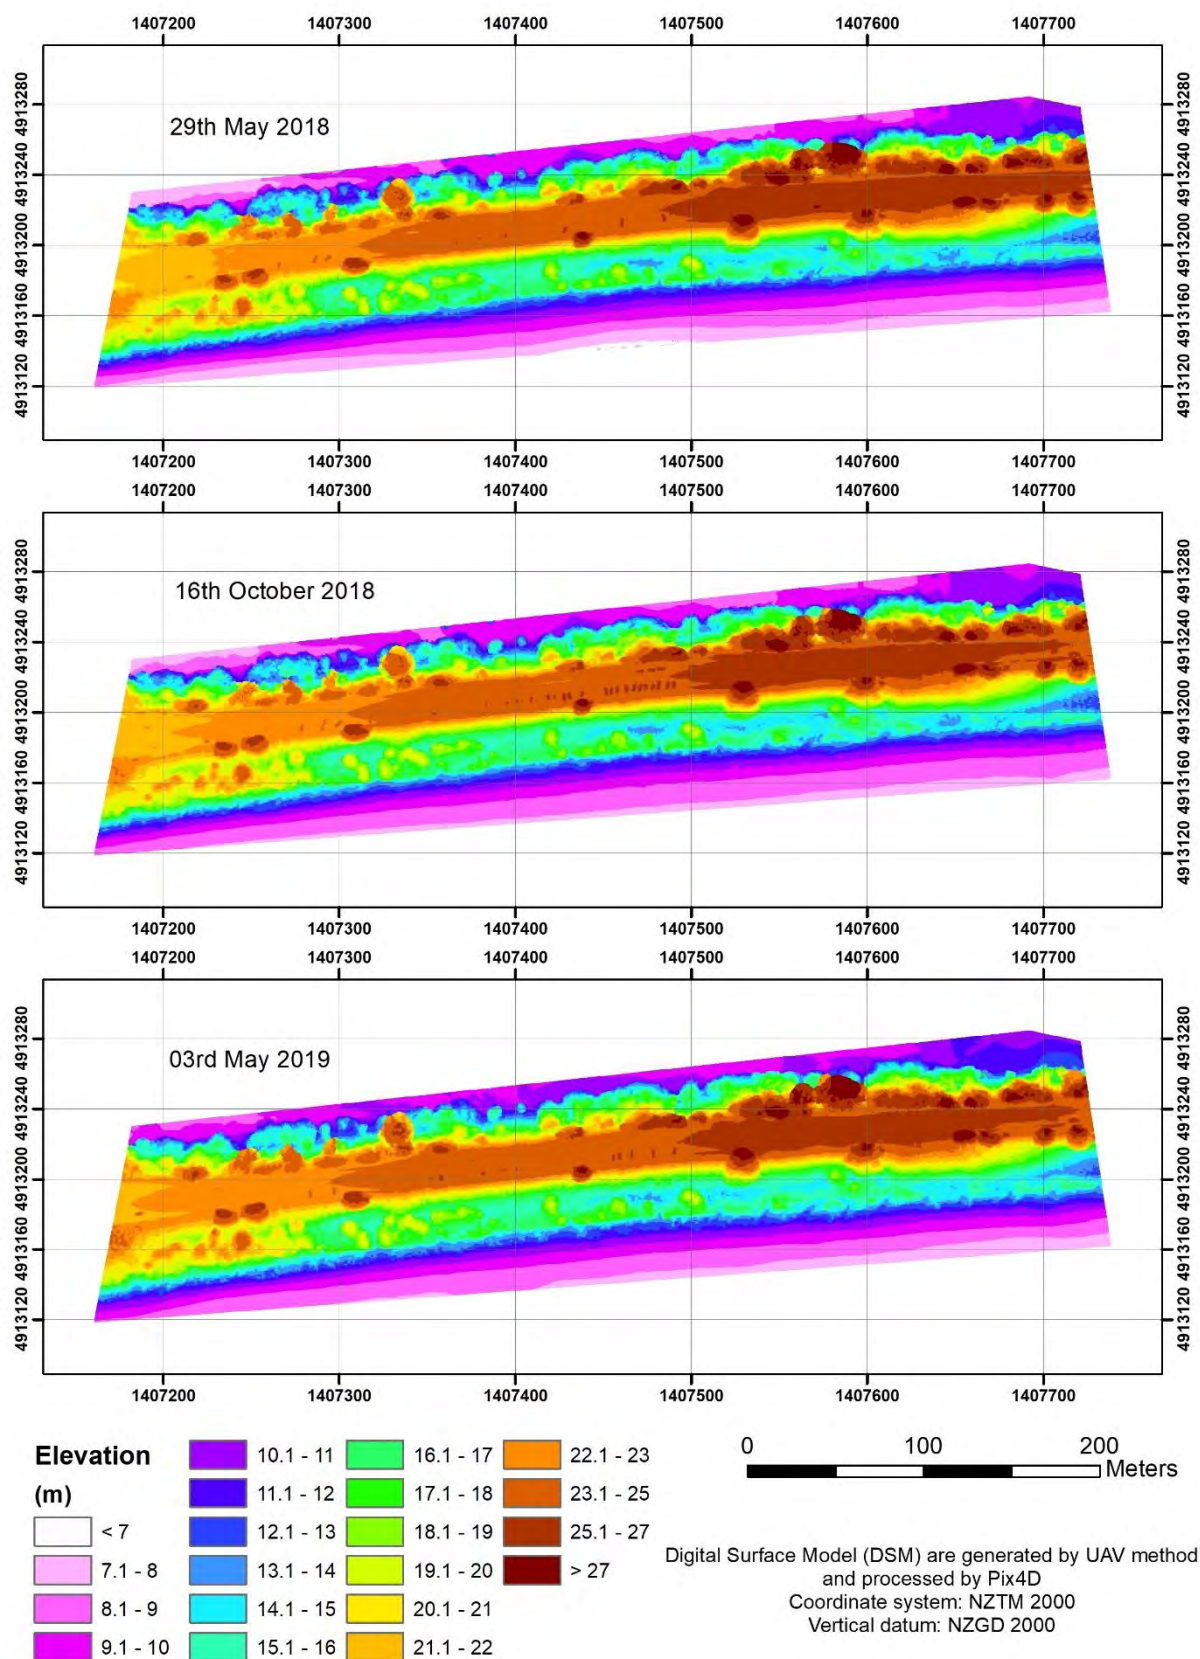 1407200 1407300 1407400 1407500 1407600 1407700
4913280 4913280
29th May 2018
4913240 4913240
4913200 4913200
4913160 4913160
4913120 4913120
1407200 1407300 1407400 1407500 1407600 1407700
1407200 1407300 1407400 1407500 1407600 1407700
4913280 4913280
16th October 2018
4913240 4913240
4913200 4913200
4913160 4913160
4913120 4913120
1407200 1407300 1407400 1407500 1407600 1407700
1407200 1407300 1407400 1407500 1407600 1407700
4913280 4913280
03rd May 2019
4913240 4913240
4913200 4913200
4913160 4913160
4913120 4913120
1407200 1407300 1407400 1407500 1407600 1407700
Elevation
(m)
< 7
7.1 - 8
8.1 - 9
9.1 - 10
10.1 - 11
11.1 - 12
12.1 - 13
13.1 - 14
14.1 - 15
15.1 - 16
16.1 - 17
17.1 - 18
18.1 - 19
19.1 - 20
20.1 - 21
21.1 - 22
22.1 - 23
23.1 - 25
25.1 - 27
> 27
0 100 200
Meters
Digital Surface Model (DSM) are generated by UAV method
and processed by Pix4D
Coordinate system: NZTM 2000
Vertical datum: NZGD 2000